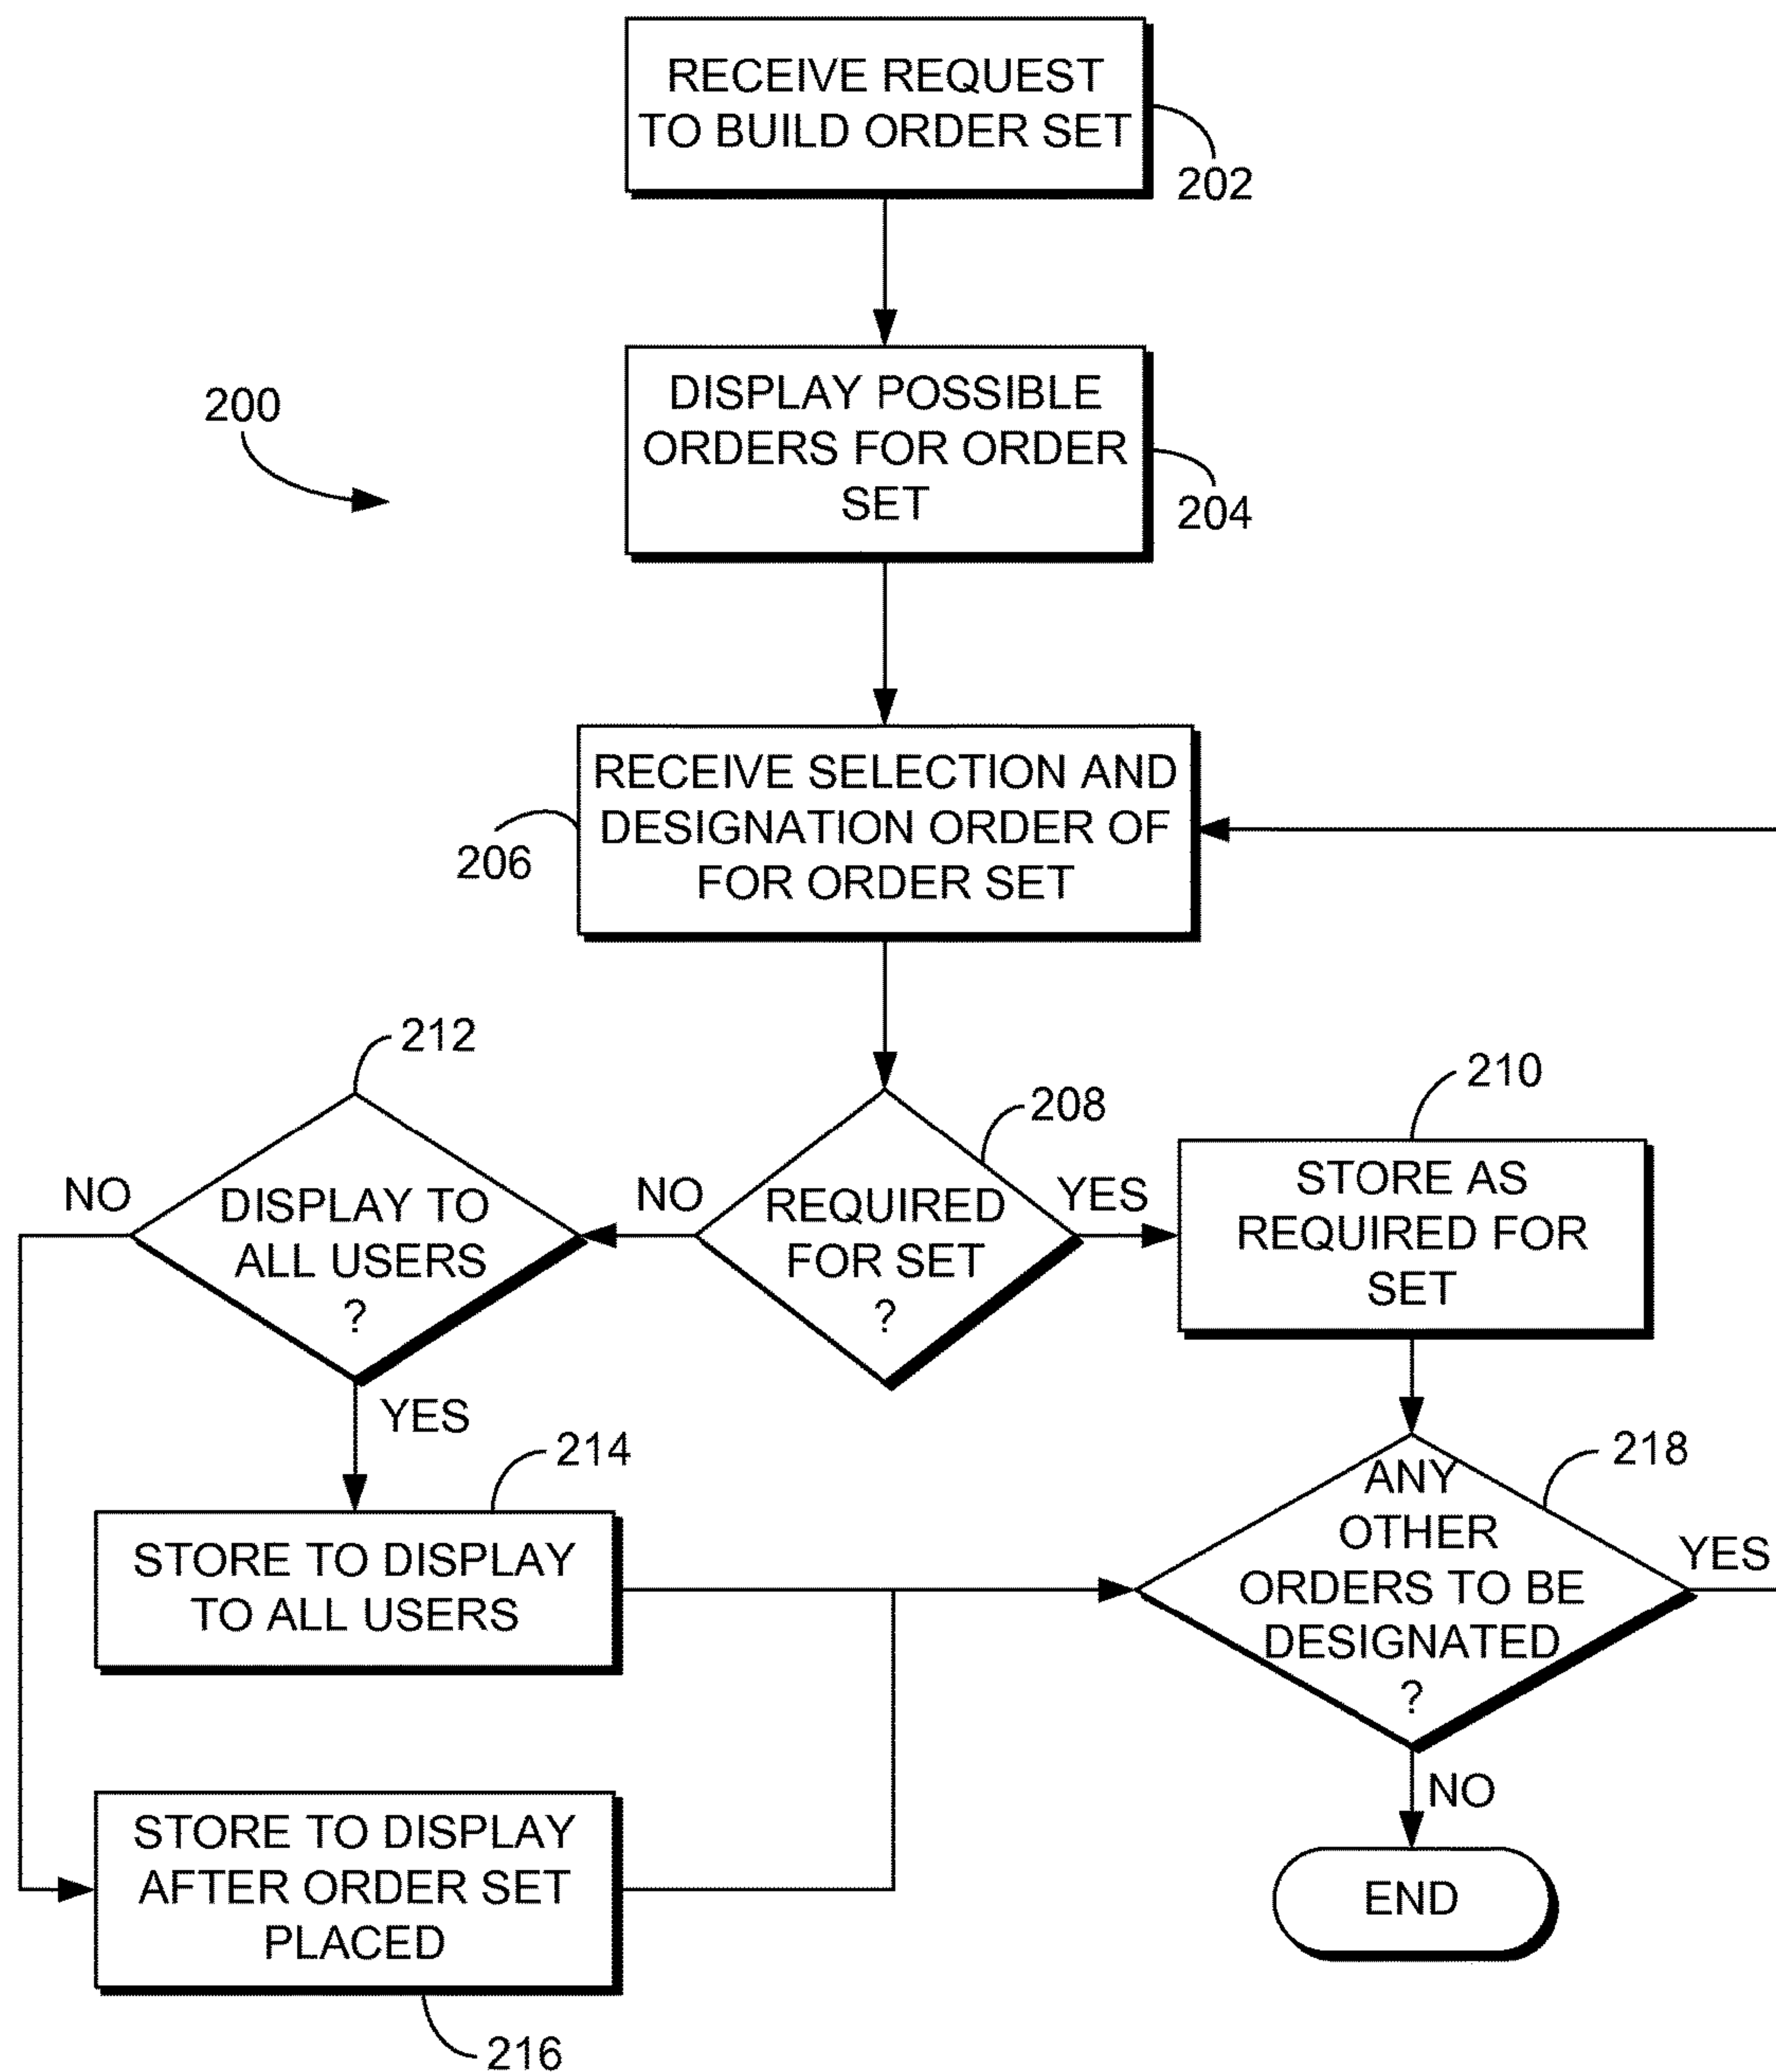 RECEIVE REQUEST
TO BUILD ORDER SET
202
DISPLAY POSSIBLE
ORDERS FOR ORDER
SET
204
200
RECEIVE SELECTION AND
DESIGNATION ORDER OF
FOR ORDER SET
206
212
NO
DISPLAY TO
ALL USERS
?
YES
NO
208
REQUIRED
FOR SET
?
YES
210
STORE AS
REQUIRED FOR
SET
214
STORE TO DISPLAY
TO ALL USERS
218
ANY
OTHER
ORDERS TO BE
DESIGNATED
?
YES
NO
STORE TO DISPLAY
AFTER ORDER SET
PLACED
216
END